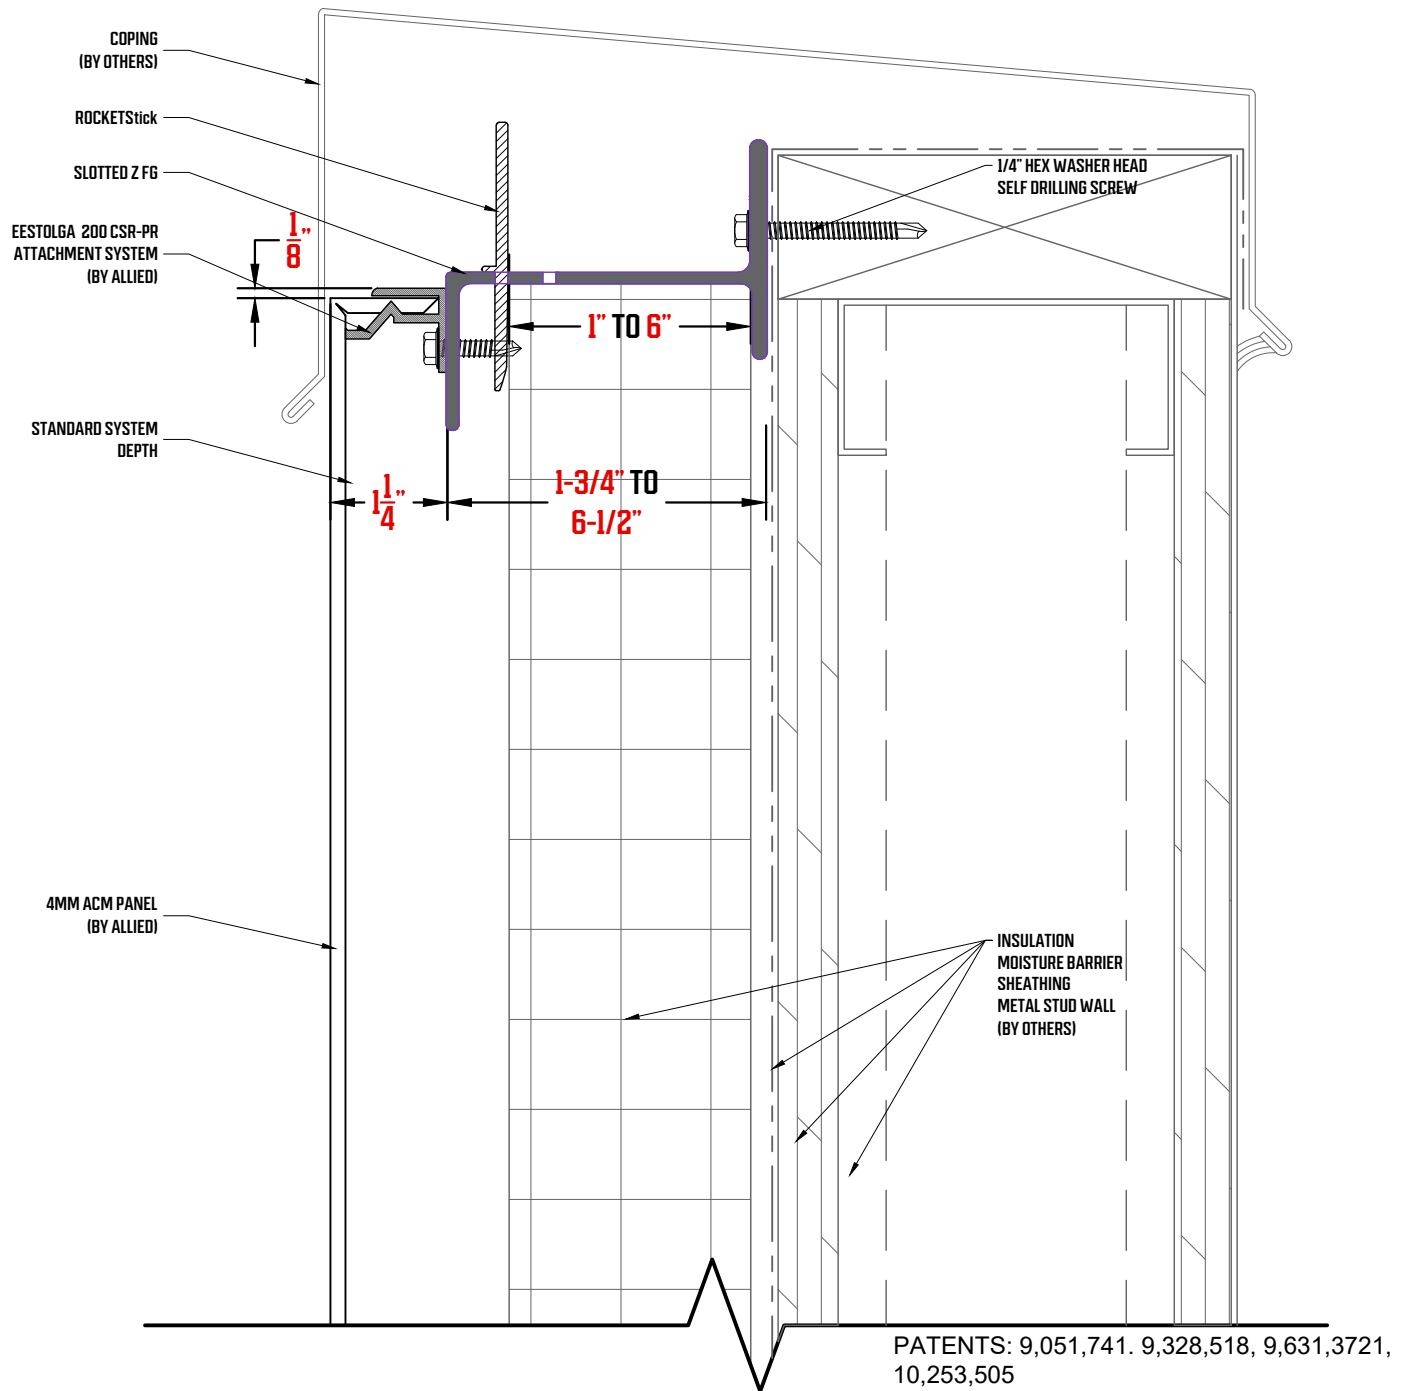 COPING
(BY OTHERS)
ROCKETStick
SLOTTED Z FG
EESTOLGA 200 CSR-PR
ATTACHMENT SYSTEM
(BY ALLIED)
1/8"
1/4" HEX WASHER HEAD
SELF DRILLING SCREW
1" TO 6"
STANDARD SYSTEM
DEPTH
1 1/4"
1-3/4" TO
6-1/2"
4MM ACM PANEL
(BY ALLIED)
INSULATION
MOISTURE BARRIER
SHEATHING
METAL STUD WALL
(BY OTHERS)
PATENTS: 9,051,741. 9,328,518, 9,631,3721,
10,253,505